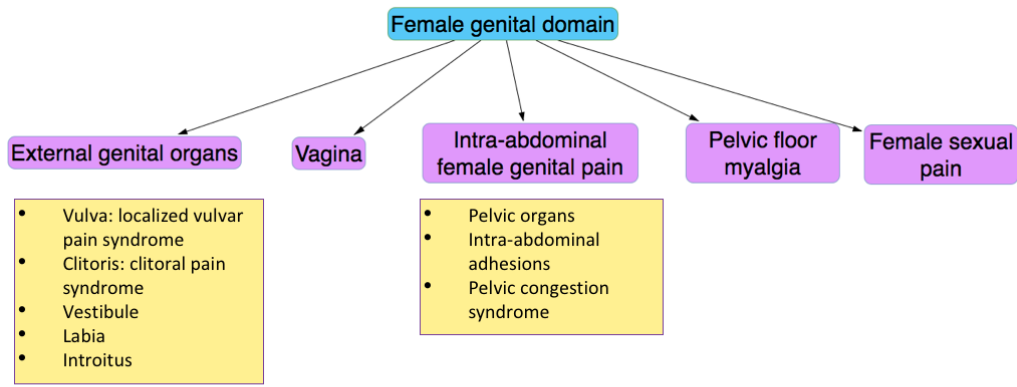 Female genital domain
External genital organs
Vagina
Intra-abdominal
female genital pain
Pelvic floor
myalgia
Female sexual
pain
• Vulva: localized vulvar
pain syndrome
• Clitoris: clitoral pain
syndrome
• Vestibule
• Labia
• Introitus
• Pelvic organs
• Intra-abdominal
adhesions
• Pelvic congestion
syndrome